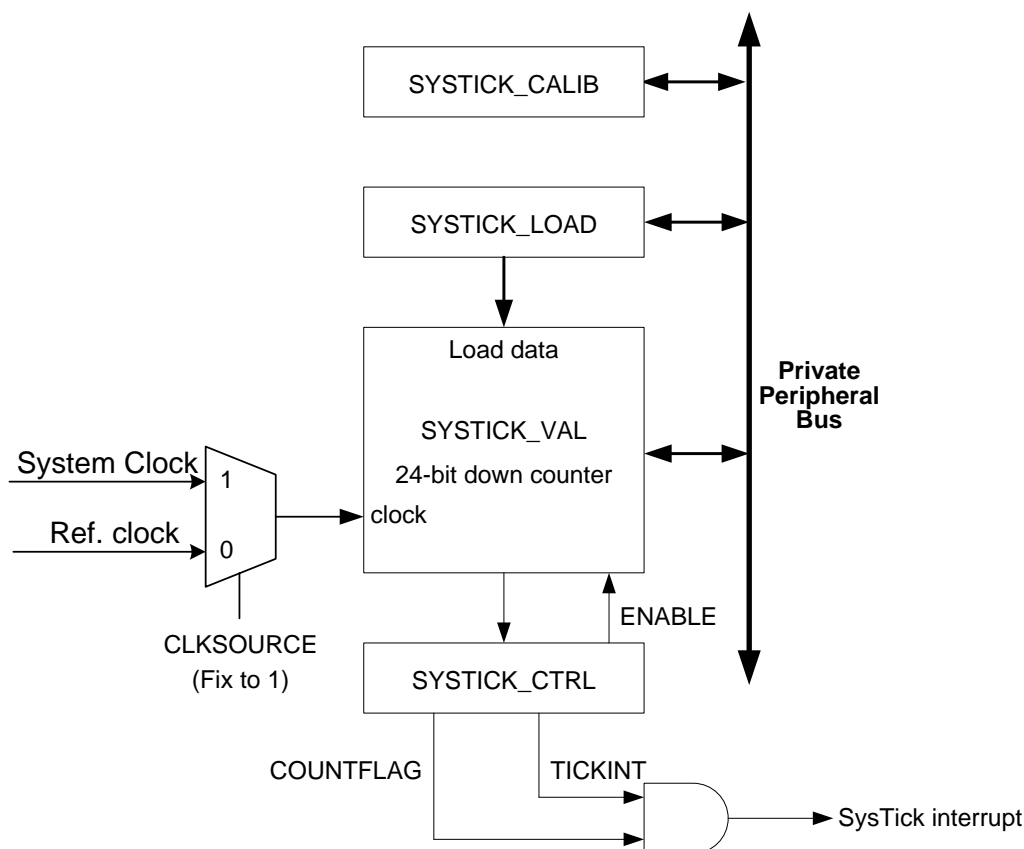 SYSTICK_CALIB
SYSTICK_LOAD
Load data
SYSTICK_VAL
24-bit down counter
clock
Private
Peripheral
Bus
System Clock
1
Ref. clock
0
CLKSOURCE
(Fix to 1)
ENABLE
SYSTICK_CTRL
COUNTFLAG
TICKINT
SysTick interrupt